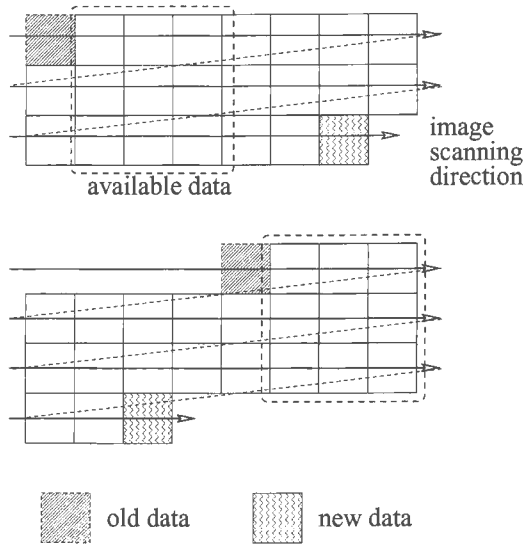 available data
image
scanning
direction
old data
new data